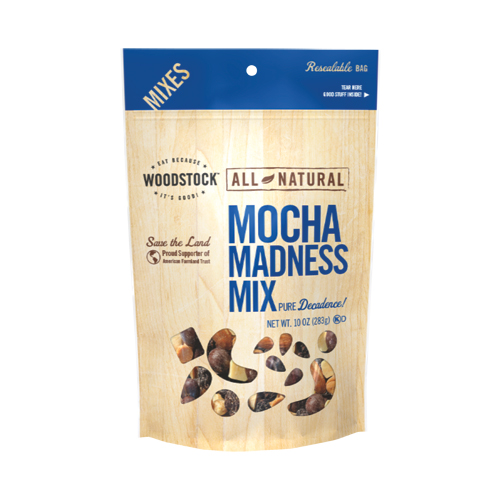 MIXES
Resealable BAG
TEAR HERE
GOOD STUFF INSIDE!
EAT BECAUSE
WOODSTOCK™
IT'S GOOD!
ALL NATURAL
Save the Land
Proud Supporter of
American Farmland Trust
MOCHA
MADNESS
MIX
PURE Decadence!
NET WT. 10 OZ (283g) K D